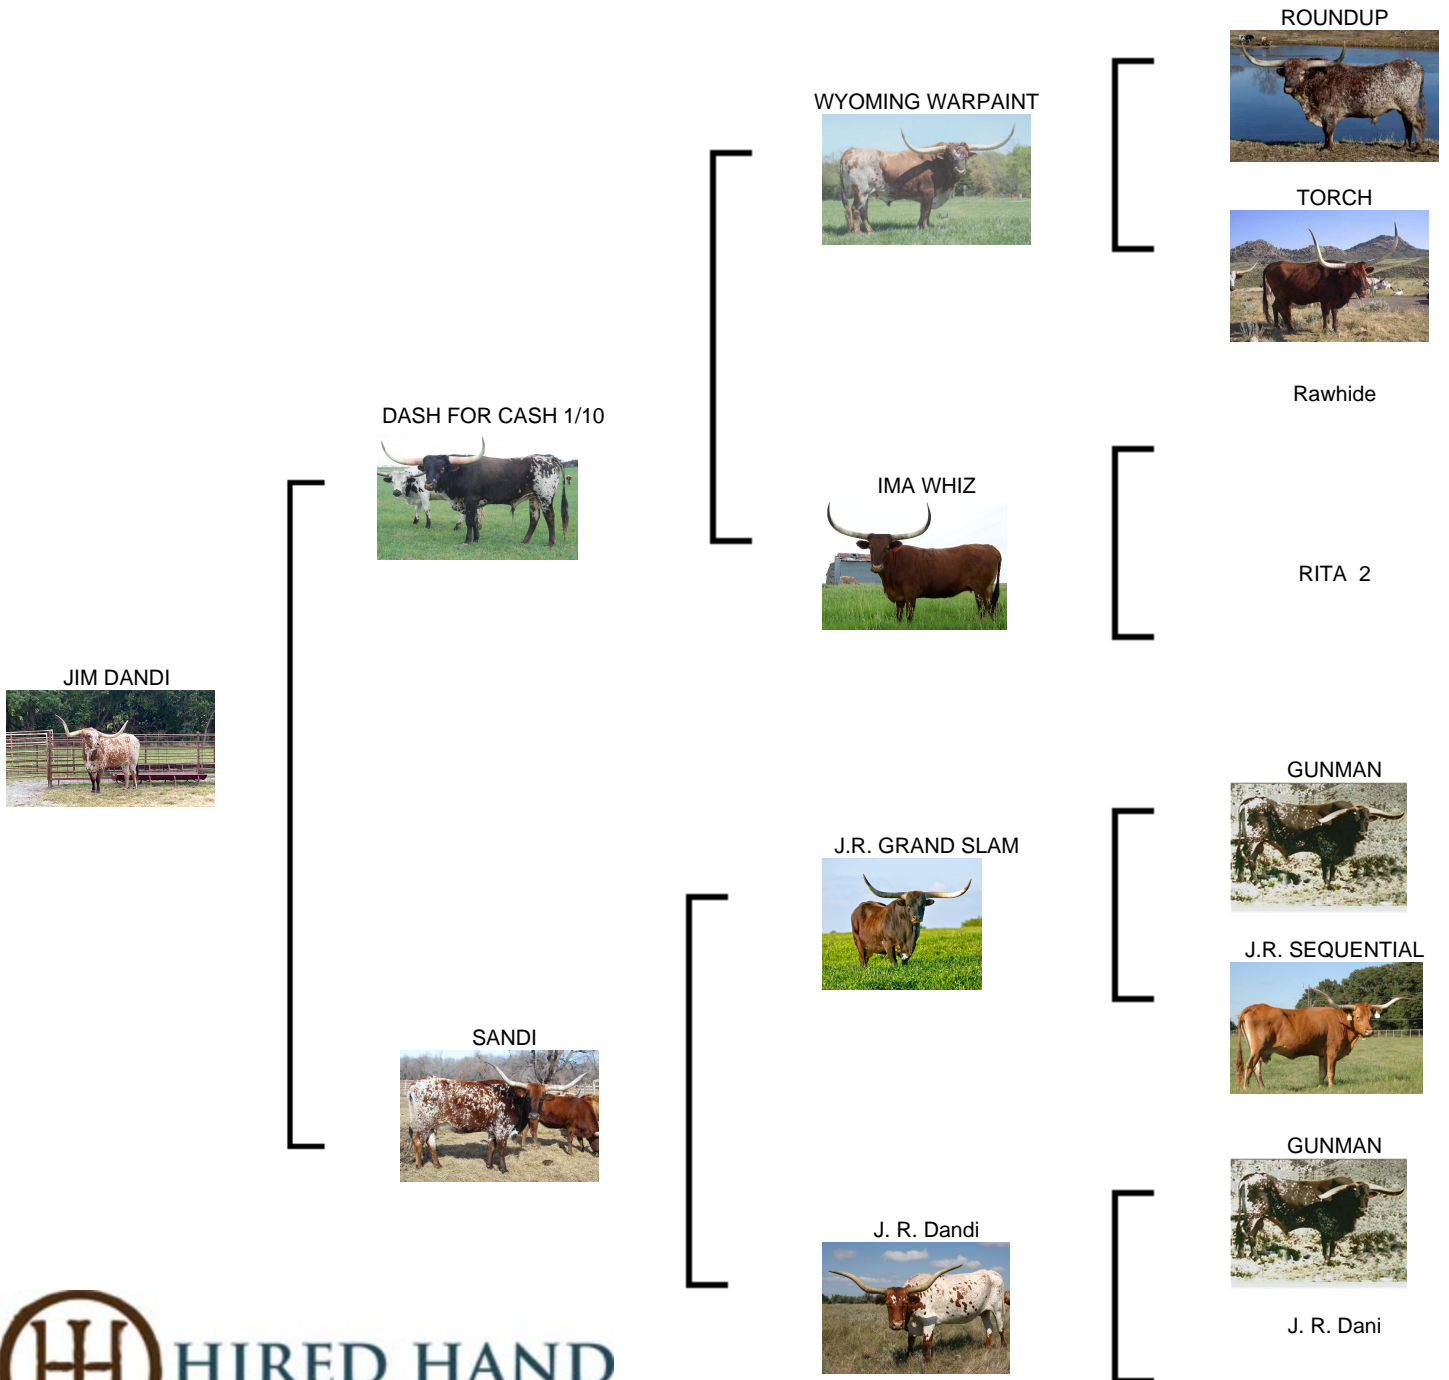 ROUNDUP
WYOMING WARPAINT
TORCH
Rawhide
DASH FOR CASH 1/10
IMA WHIZ
RITA  2
JIM DANDI
GUNMAN
J.R. GRAND SLAM
J.R. SEQUENTIAL
SANDI
GUNMAN
J. R. Dandi
J. R. Dani
HIRED HAND